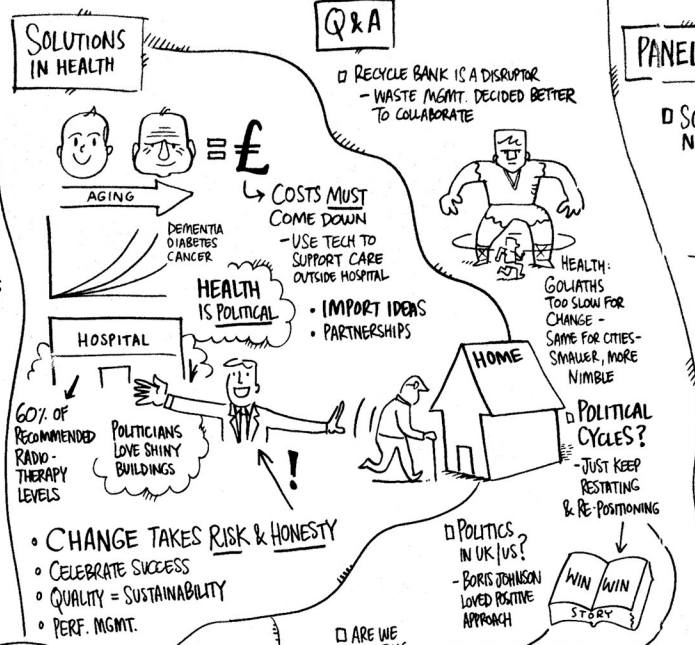 SOLUTIONS
IN HEALTH
= £
AGING
DEMENTIA
DIABETES
CANCER
COSTS MUST
COME DOWN
- USE TECH TO
SUPPORT CARE
OUTSIDE HOSPITAL
HEALTH
IS POLITICAL
• IMPORT IDEAS
• PARTNERSHIPS
HOSPITAL
60% OF
RECOMMENDED
RADIO-
THERAPY
LEVELS
POLITICIANS
LOVE SHINY
BUILDINGS
!
• CHANGE TAKES RISK & HONESTY
• CELEBRATE SUCCESS
• QUALITY = SUSTAINABILITY
• PERF. MGMT.
Q & A
RECYCLE BANK IS A DISRUPTOR
- WASTE MGMT. DECIDED BETTER
TO COLLABORATE
HEALTH:
GOLIATHS
TOO SLOW FOR
CHANGE -
SAME FOR CITIES -
SMALLER, MORE
NIMBLE
HOME
POLITICAL
CYCLES?
- JUST KEEP
RESTATING
& RE-POSITIONING
WIN WIN
STORY
POLITICS
IN UK/US?
- BORIS JOHNSON
LOVED POSITIVE
APPROACH
ARE WE
PANEL